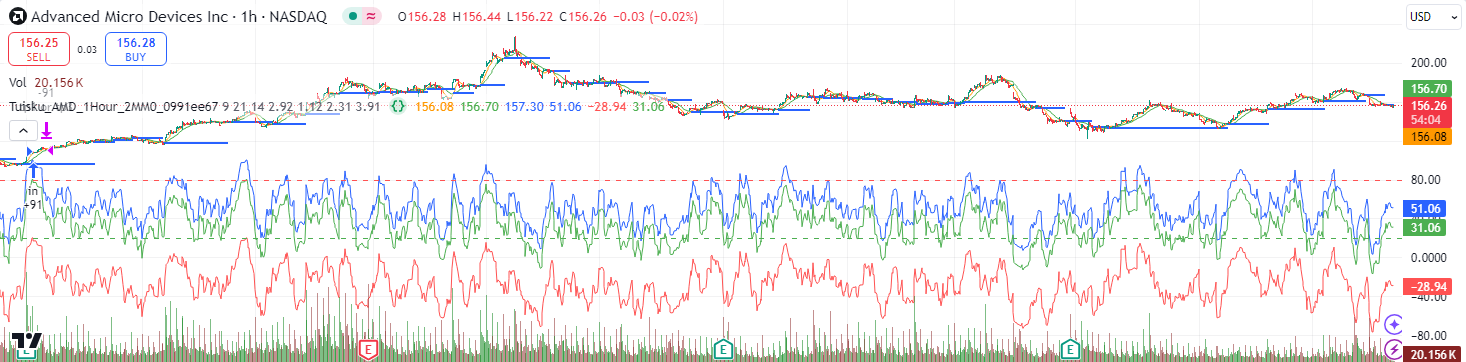 Advanced Micro Devices Inc · 1h · NASDAQ O156.28 H156.44 L156.22 C156.26 −0.03 (−0.02%)
USD
156.25 SELL
0.03
156.28 BUY
Vol 20.156 K
-91
Tujsku_AMD_1Hour_2MM0_0991ee67 9 21 14 2.92 1.12 2.31 3.91 {} 156.08 156.70 157.30 51.06 −28.94 31.06
in
+91
200.00
156.70
156.26
54:04
156.08
80.00
51.06
31.06
0.0000
−28.94
−40.00
−80.00
20.156 K
E
E
E
E